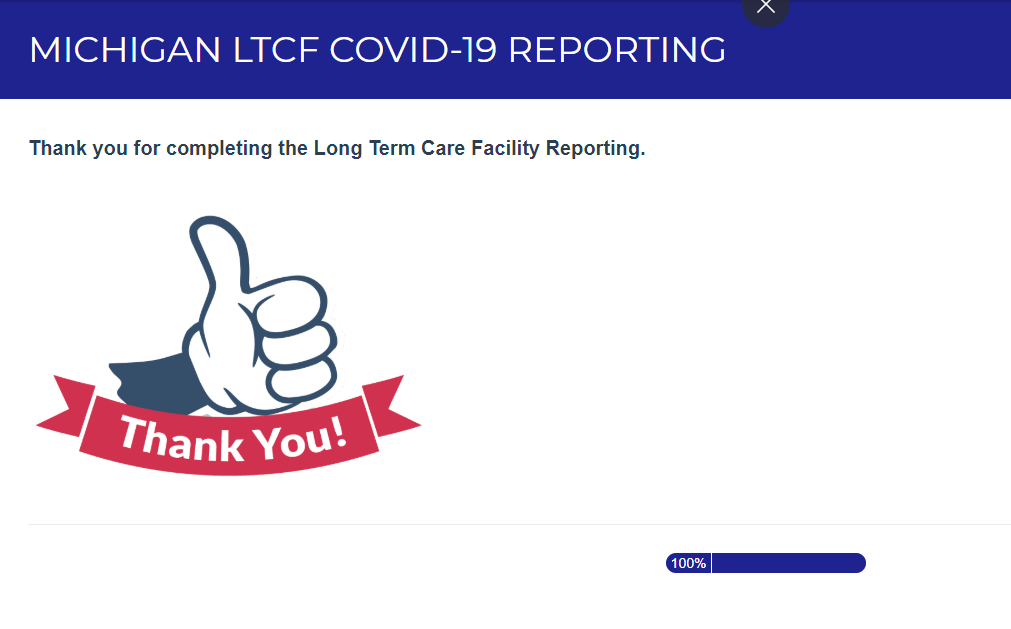 MICHIGAN LTCF COVID-19 REPORTING
Thank you for completing the Long Term Care Facility Reporting.
Thank You!
100%